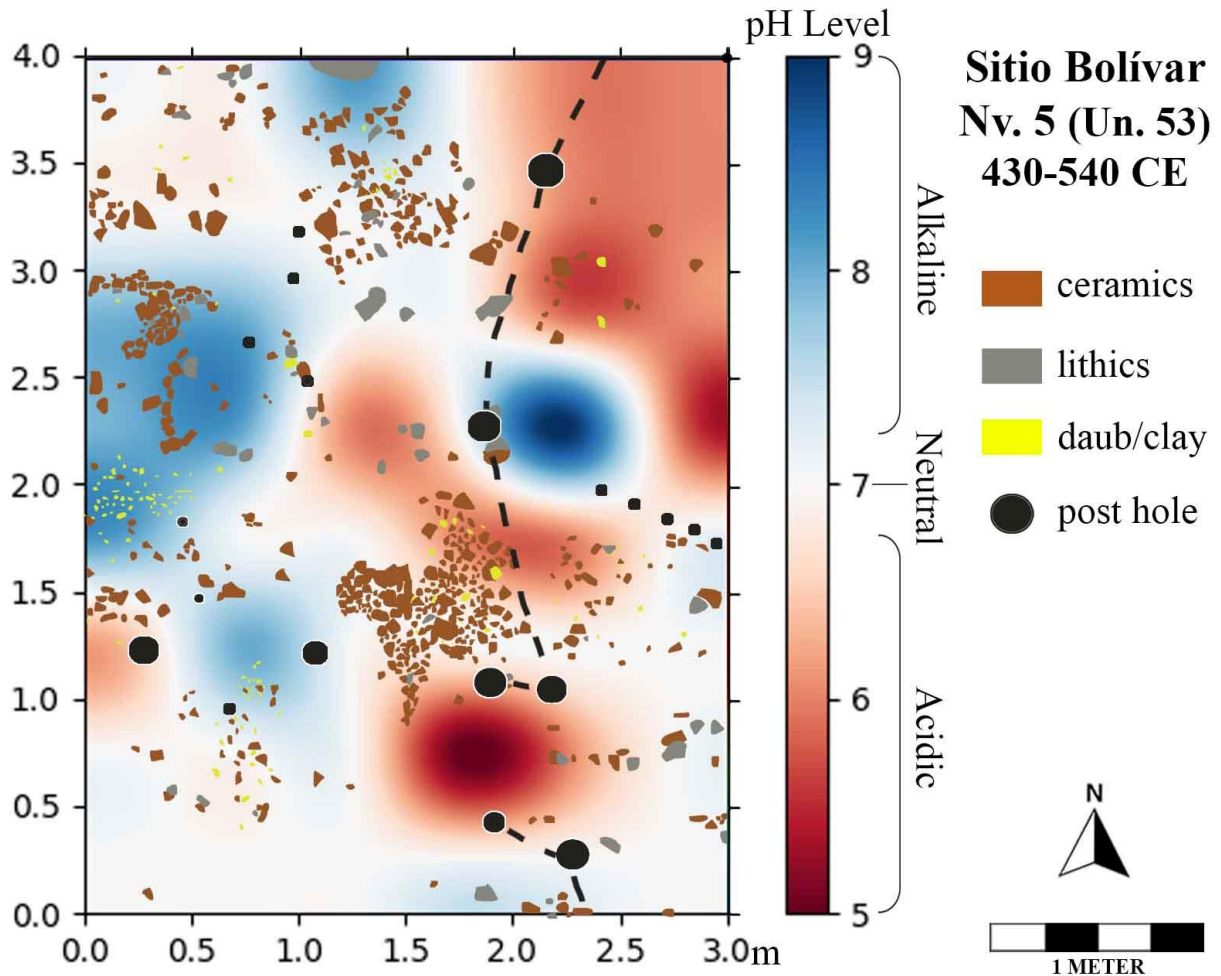 pH Level
Sitio Bolívar
Nv. 5 (Un. 53)
430-540 CE
4.0
3.5
3.0
2.5
2.0
1.5
1.0
0.5
0.0
0.0
0.5
1.0
1.5
2.0
2.5
3.0m
9
8
7
6
5
Alkaline
Neutral
Acidic
ceramics
lithics
daub/clay
post hole
N
1 METER